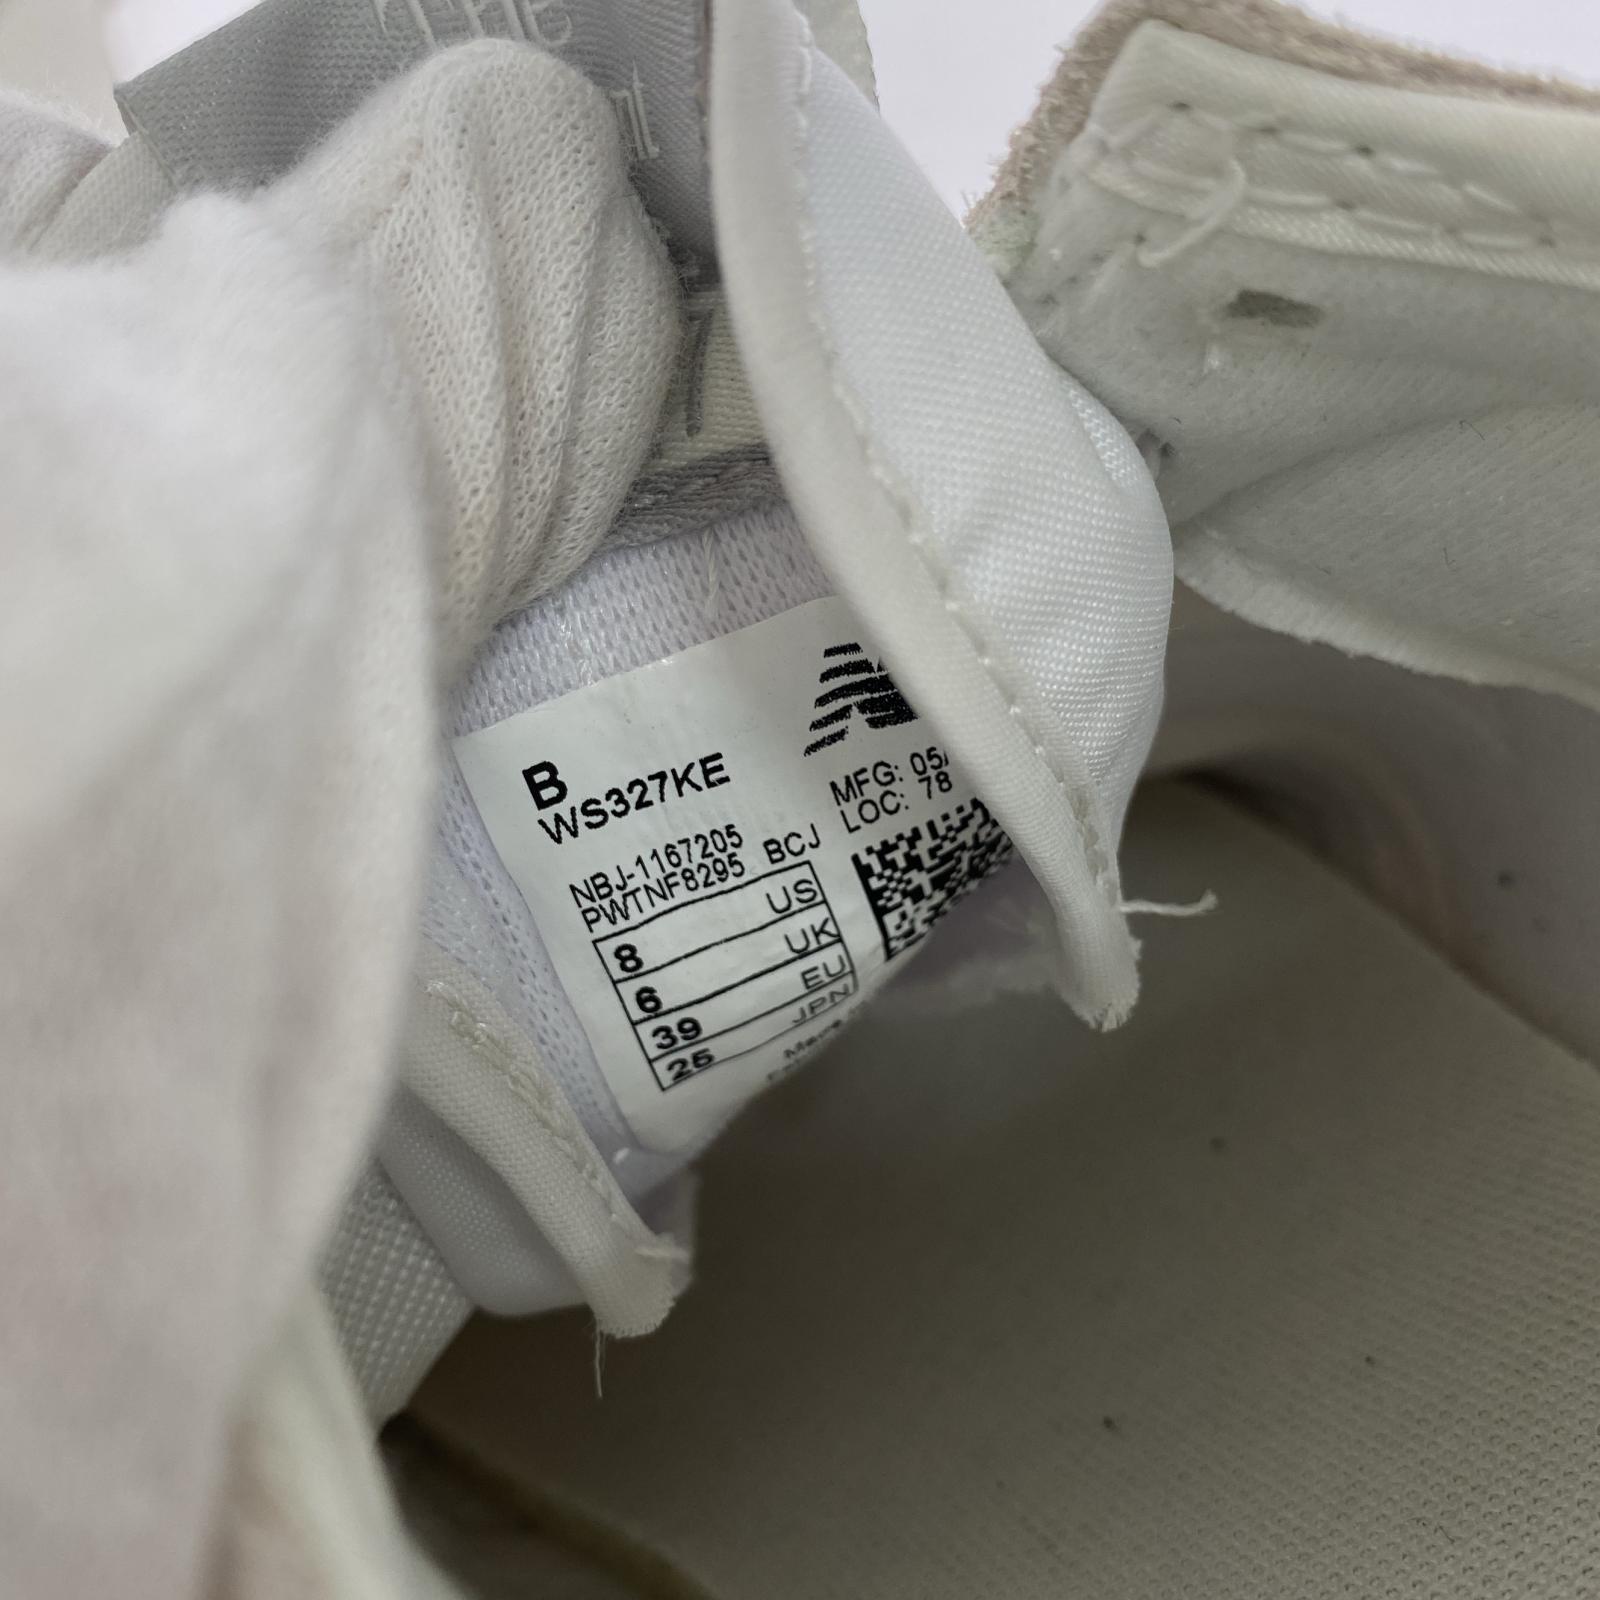 B
WS327KE
NBJ-1167205
PWTNF8295 BCJ
8 US
6 UK
39 EU
25 JPN
MFG: 05/
LOC: 78